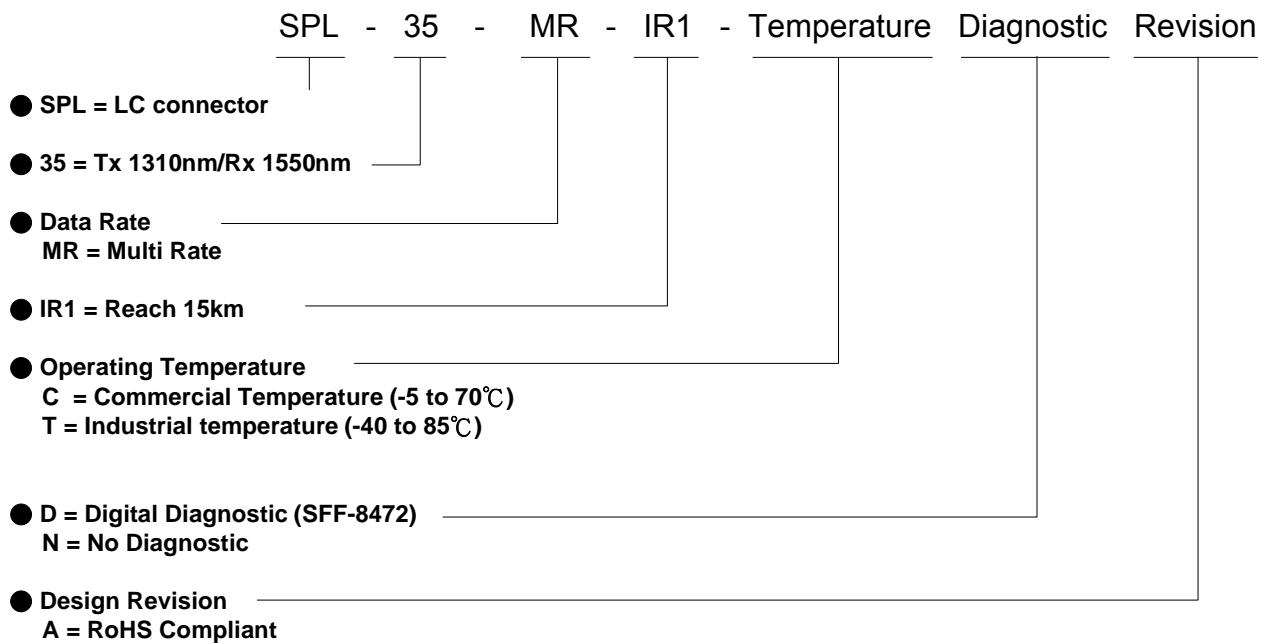 SPL - 35 - MR - IR1 - Temperature Diagnostic Revision
● SPL = LC connector
● 35 = Tx 1310nm/Rx 1550nm
● Data Rate
MR = Multi Rate
● IR1 = Reach 15km
● Operating Temperature
C = Commercial Temperature (-5 to 70℃)
T = Industrial temperature (-40 to 85℃)
● D = Digital Diagnostic (SFF-8472)
N = No Diagnostic
● Design Revision
A = RoHS Compliant